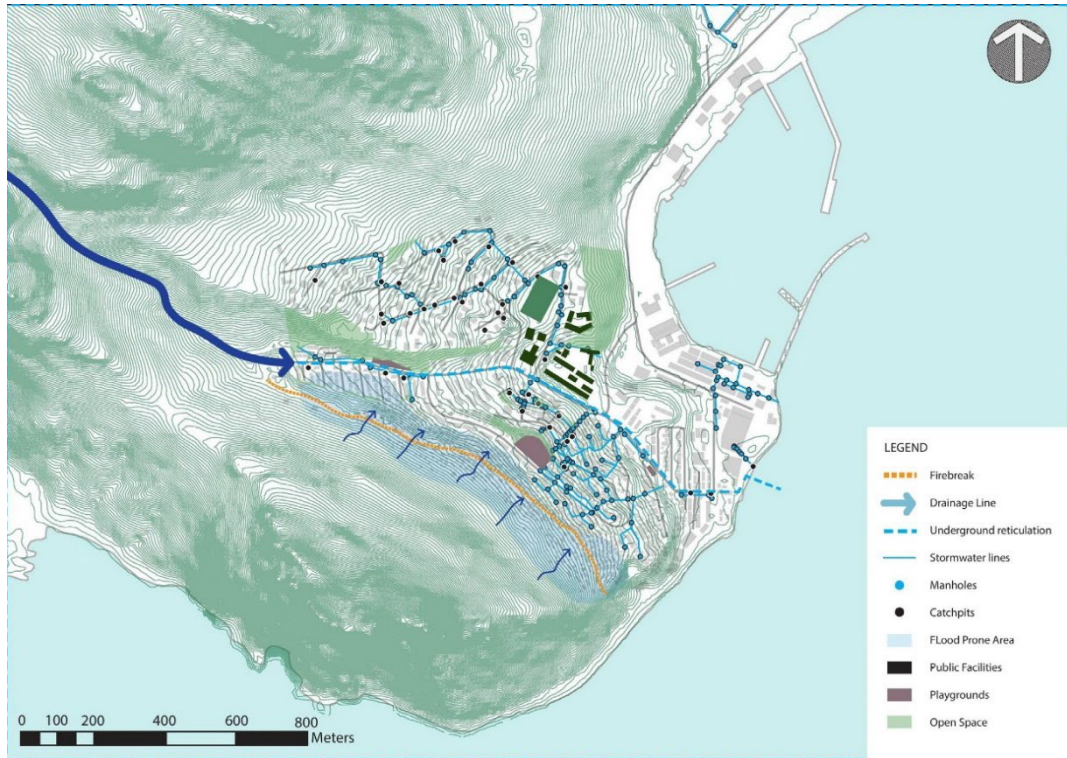 LEGEND
Firebreak
Drainage Line
Underground reticulation
Stormwater lines
Manholes
Catchpits
FLood Prone Area
Public Facilities
Playgrounds
Open Space
0 100 200 400 600 800
Meters